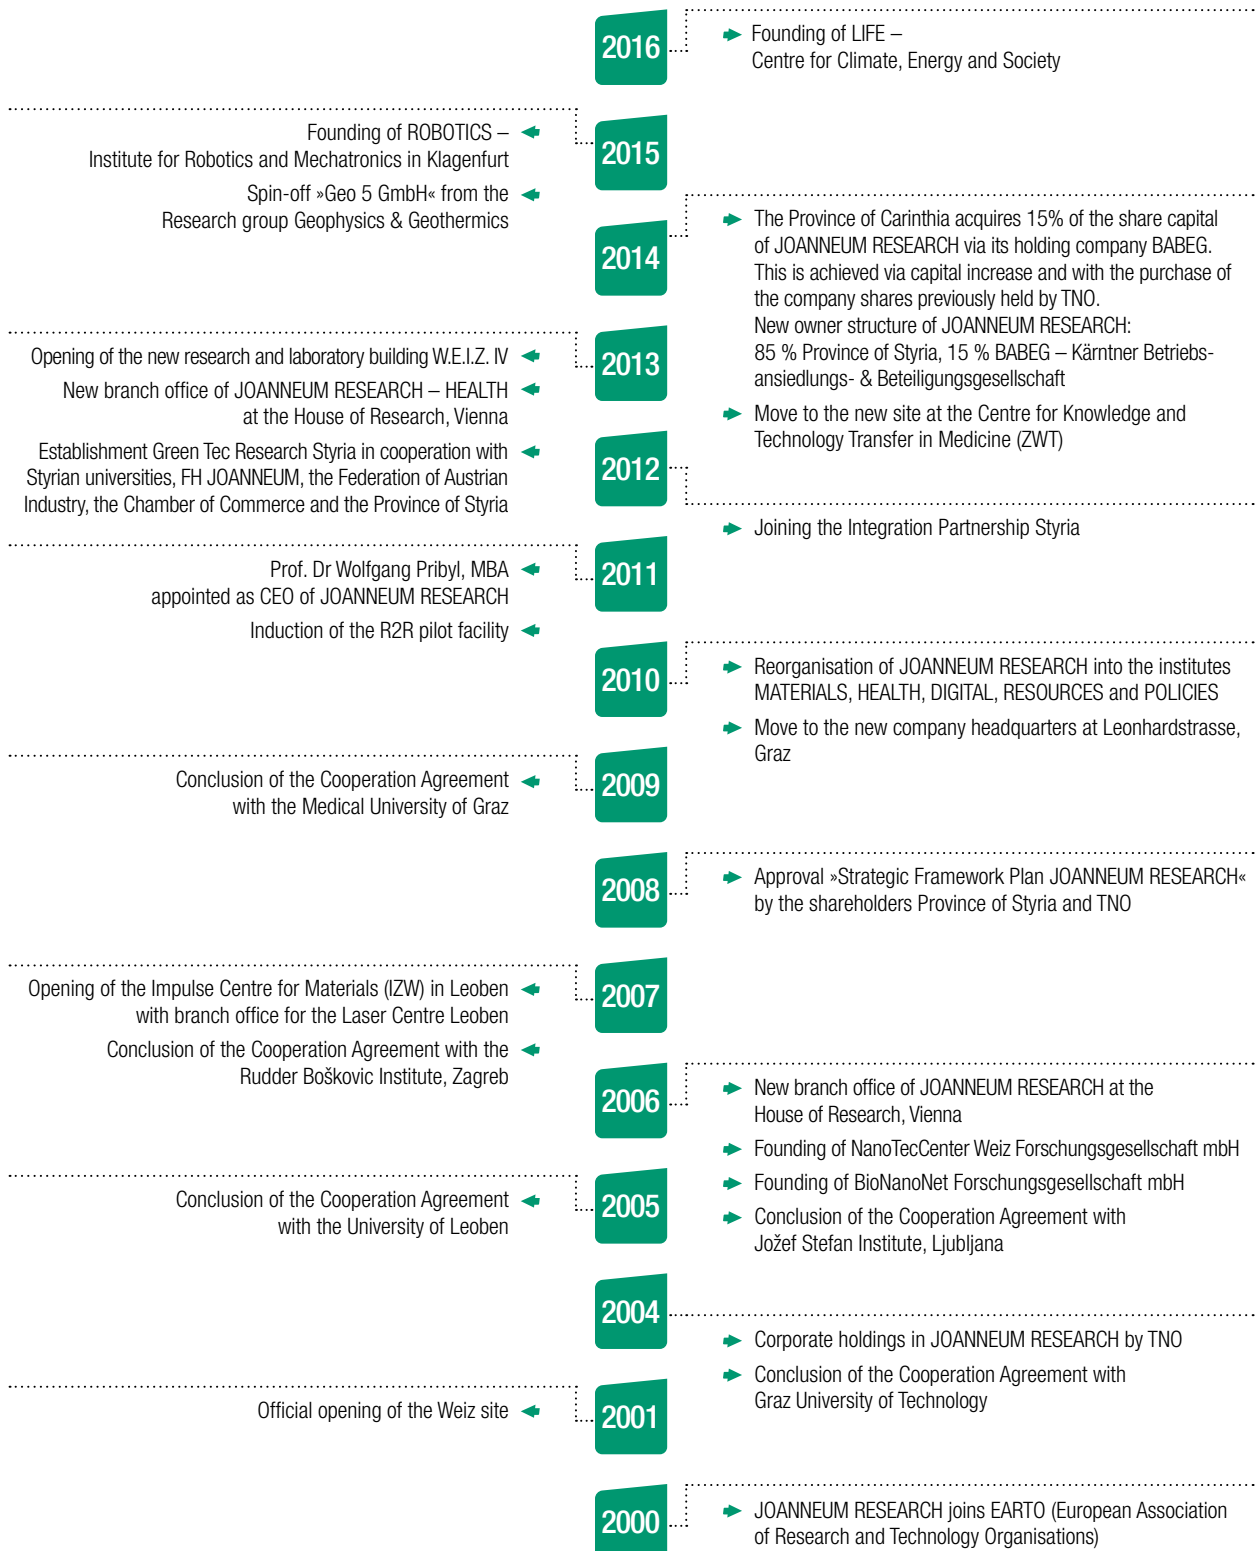 2016
Founding of LIFE –
Centre for Climate, Energy and Society
2015
Founding of ROBOTICS –
Institute for Robotics and Mechatronics in Klagenfurt
Spin-off »Geo 5 GmbH« from the
Research group Geophysics & Geothermics
2014
The Province of Carinthia acquires 15% of the share capital
of JOANNEUM RESEARCH via its holding company BABEG.
This is achieved via capital increase and with the purchase of
the company shares previously held by TNO.
New owner structure of JOANNEUM RESEARCH:
85 % Province of Styria, 15 % BABEG – Kärntner Betriebs-
ansiedlungs- & Beteiligungsgesellschaft
Move to the new site at the Centre for Knowledge and
Technology Transfer in Medicine (ZWT)
2013
Opening of the new research and laboratory building W.E.I.Z. IV
New branch office of JOANNEUM RESEARCH – HEALTH
at the House of Research, Vienna
Establishment Green Tec Research Styria in cooperation with
Styrian universities, FH JOANNEUM, the Federation of Austrian
Industry, the Chamber of Commerce and the Province of Styria
2012
Joining the Integration Partnership Styria
2011
Prof. Dr Wolfgang Pribyl, MBA
appointed as CEO of JOANNEUM RESEARCH
Induction of the R2R pilot facility
2010
Reorganisation of JOANNEUM RESEARCH into the institutes
MATERIALS, HEALTH, DIGITAL, RESOURCES and POLICIES
Move to the new company headquarters at Leonhardstrasse,
Graz
2009
Conclusion of the Cooperation Agreement
with the Medical University of Graz
2008
Approval »Strategic Framework Plan JOANNEUM RESEARCH«
by the shareholders Province of Styria and TNO
2007
Opening of the Impulse Centre for Materials (IZW) in Leoben
with branch office for the Laser Centre Leoben
Conclusion of the Cooperation Agreement with the
Rudder Boškovic Institute, Zagreb
2006
New branch office of JOANNEUM RESEARCH at the
House of Research, Vienna
Founding of NanoTecCenter Weiz Forschungsgesellschaft mbH
Founding of BioNanoNet Forschungsgesellschaft mbH
Conclusion of the Cooperation Agreement with
Jožef Stefan Institute, Ljubljana
2005
Conclusion of the Cooperation Agreement
with the University of Leoben
2004
Corporate holdings in JOANNEUM RESEARCH by TNO
Conclusion of the Cooperation Agreement with
Graz University of Technology
2001
Official opening of the Weiz site
2000
JOANNEUM RESEARCH joins EARTO (European Association
of Research and Technology Organisations)